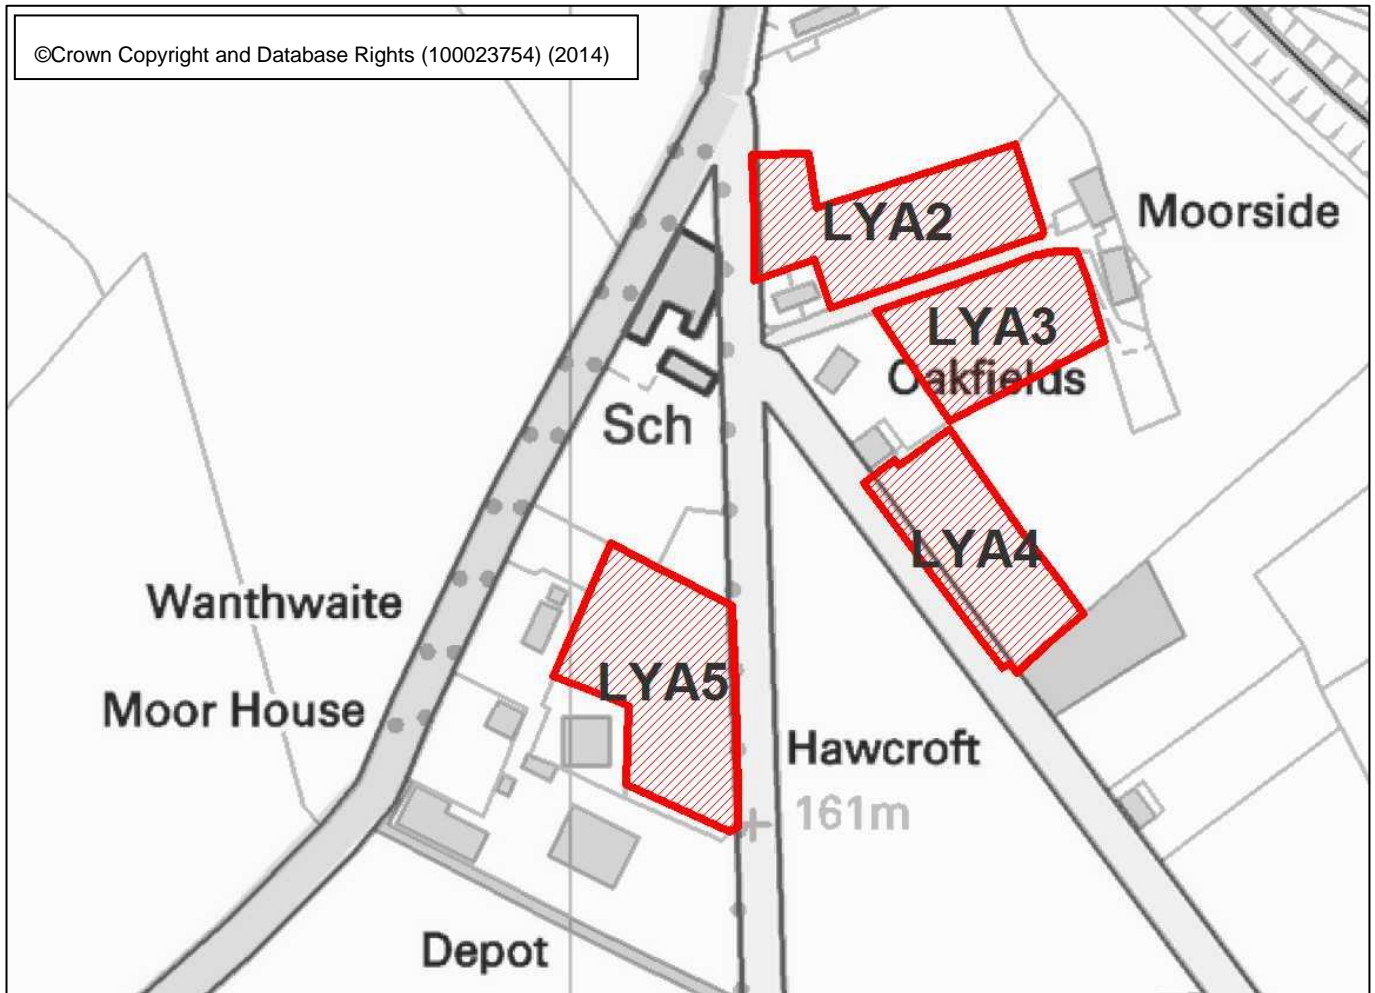 ©Crown Copyright and Database Rights (100023754) (2014)
LYA2
Moorside
LYA3
Oakfields
Sch
LYA4
Wanthwaite
LYA5
Moor House
Hawcroft
161m
Depot